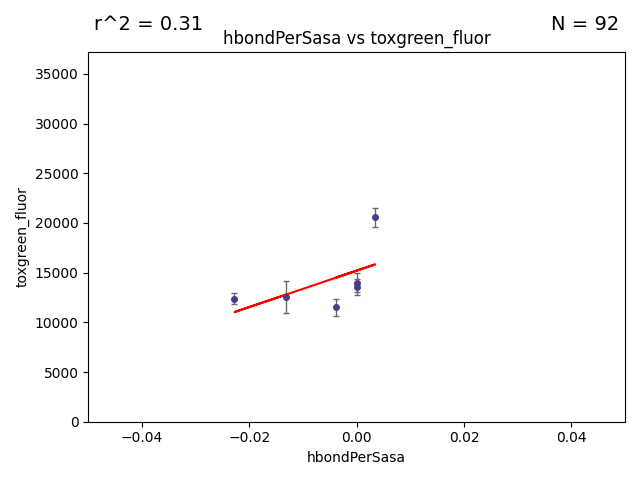 r^2 = 0.31
N = 92
hbondPerSasa vs toxgreen_fluor
35000
30000
25000
20000
15000
10000
5000
0
toxgreen_fluor
−0.04
−0.02
0.00
0.02
0.04
hbondPerSasa